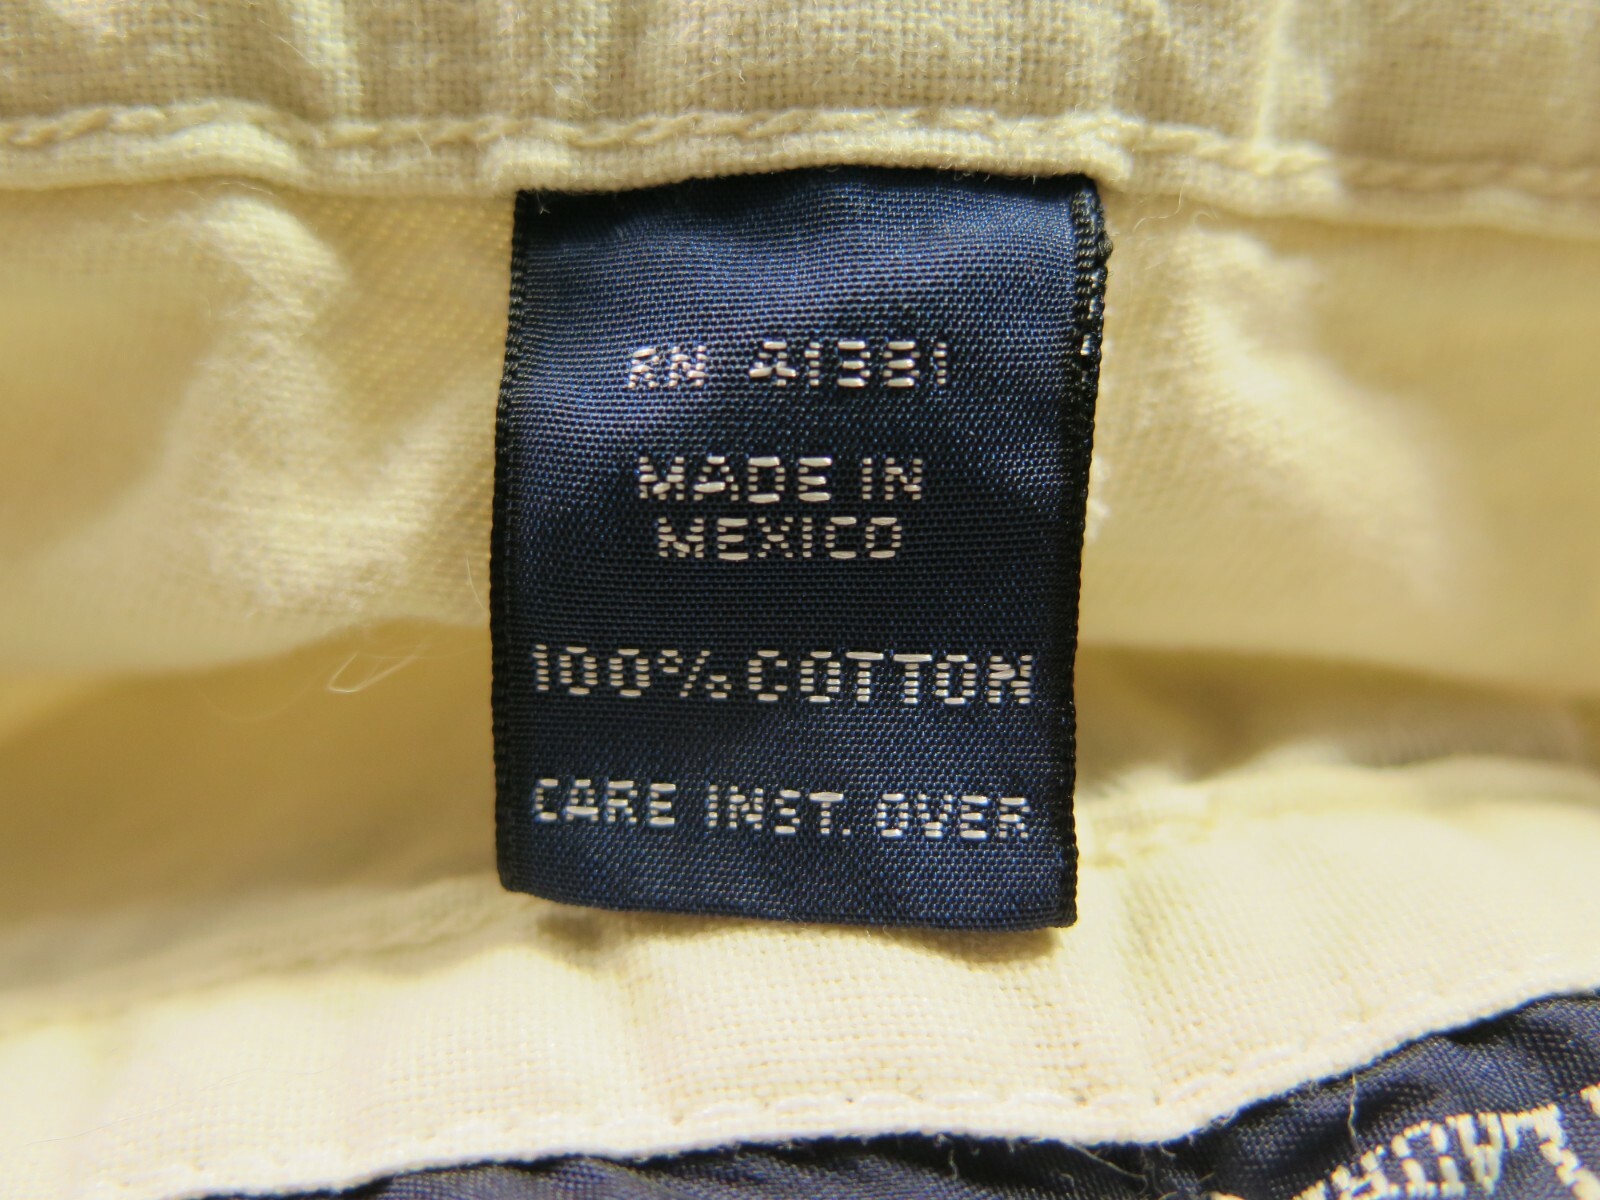 RN 41381
MADE IN
MEXICO
100% COTTON
CARE INST. OVER